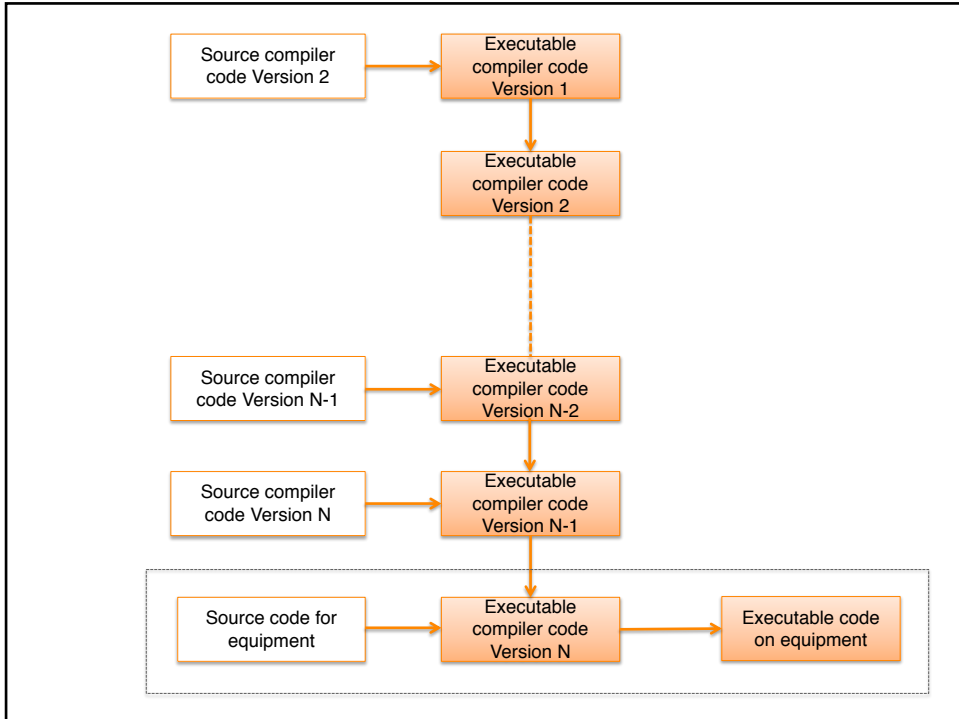 Source compiler
code Version 2
Executable
compiler code
Version 1
Executable
compiler code
Version 2
Source compiler
code Version N-1
Executable
compiler code
Version N-2
Source compiler
code Version N
Executable
compiler code
Version N-1
Source code for
equipment
Executable
compiler code
Version N
Executable code
on equipment